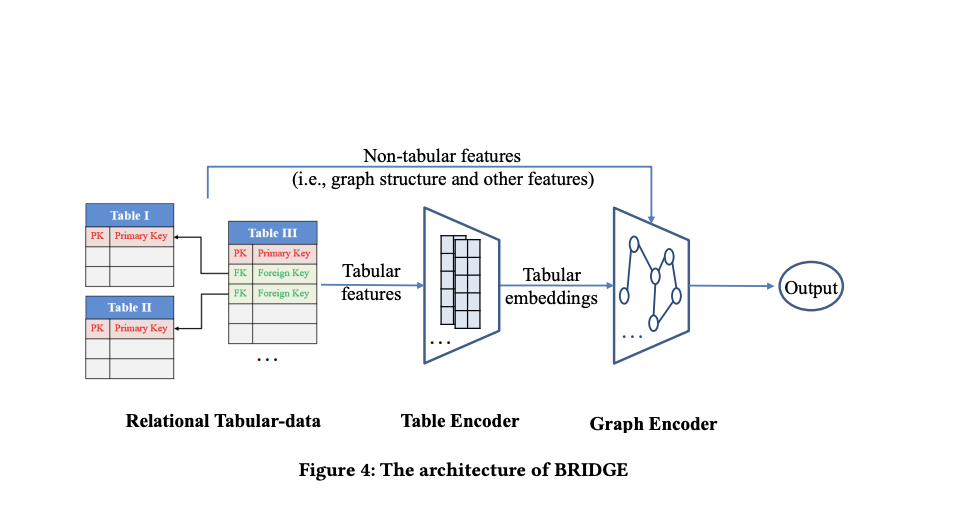 Non-tabular features
(i.e., graph structure and other features)
Table I
PK Primary Key
Table III
PK Primary Key
FK Foreign Key
FK Foreign Key
Table II
PK Primary Key
...
Tabular
features
...
Tabular
embeddings
...
Output
Relational Tabular-data
Table Encoder
Graph Encoder
Figure 4: The architecture of BRIDGE